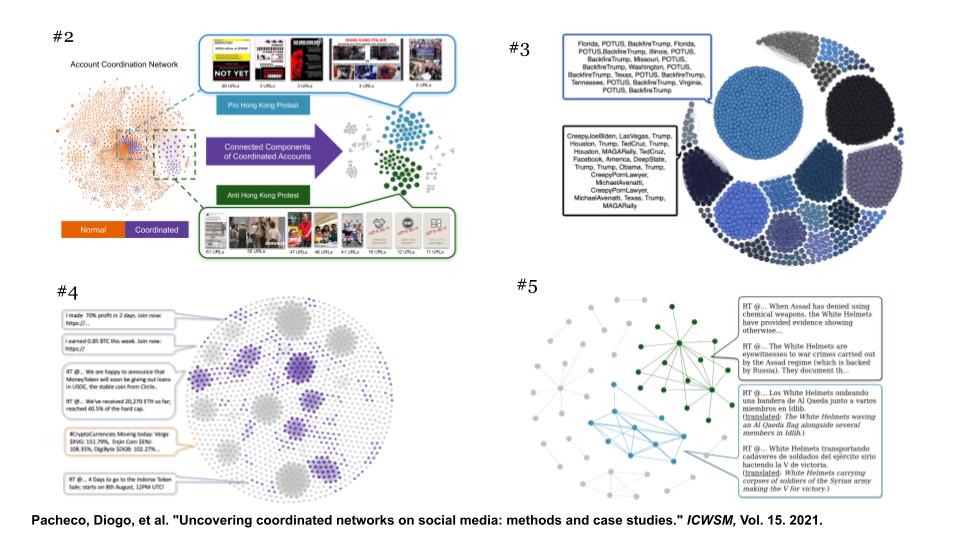 #2
Account Coordination Network
NOT YET
HONG KONG POLICE
99 URLs
3 URLs
3 URLs
3 URLs
2 URLs
Pro Hong Kong Protest
Connected Components
of Coordinated Accounts
Anti Hong Kong Protest
Normal
Coordinated
61 URLs
50 URLs
47 URLs
46 URLs
41 URLs
16 URLs
12 URLs
11 URLs
#3
Florida, POTUS, BackfireTrump, Florida,
POTUS,BackfireTrump, Illinois, POTUS,
BackfireTrump, Missouri, POTUS,
BackfireTrump, Washington, POTUS,
BackfireTrump, Texas, POTUS, BackfireTrump,
Tennessee, POTUS, BackfireTrump, Virginia,
POTUS, BackfireTrump
CreepyJoeBiden, LasVegas, Trump,
Houston, Trump, TedCruz, Trump,
Houston, MAGARally, TedCruz,
Facebook, America, DeepState,
Trump, Trump, Obama, Trump,
CreepyPornLawyer,
MichaelAvenatti,
CreepyPornLawyer,
MichaelAvenatti, Texas, Trump,
MAGARally
#4
I made 70% profit in 2 days. Join now:
https://...
I earned 0.85 BTC this week. Join now:
https://
RT @... We are happy to announce that
MoneyToken will soon be giving out loans
in USDC, the stable coin from Circle..
RT @... We've received 20,270 ETH so far;
reached 40.5% of the hard cap.
#CryptoCurrencies Moving today: Verge
$XVG: 151.79%, Enjin Coin $ENJ:
108.35%, DigiByte $DGB: 102.27%...
RT @... 4 Days to go to the Indorse Token
Sale; starts on 8th August, 12PM UTC!
#5
RT @... When Assad has denied using
chemical weapons, the White Helmets
have provided evidence showing
otherwise...
RT @... The White Helmets are
eyewitnesses to war crimes carried out
by the Assad regime (which is backed
by Russia). They document th...
RT @... Los White Helmets ondeando
una bandera de Al Qaeda junto a varios
miembros en Idlib.
(translated: The White Helmets waving
an Al Qaeda flag alongside several
members in Idlib.)
RT @... White Helmets transportando
cadáveres de soldados del ejército sirio
haciendo la V de victoria.
(translated: White Helmets carrying
corpses of soldiers of the Syrian army
making the V for victory.)
Pacheco, Diogo, et al. "Uncovering coordinated networks on social media: methods and case studies." ICWSM, Vol. 15. 2021.